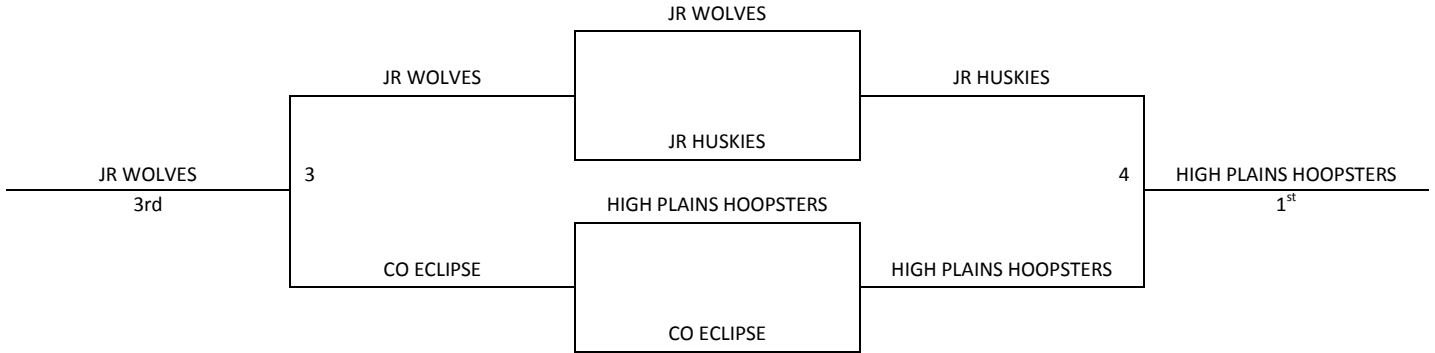 JR WOLVES
JR WOLVES
JR HUSKIES
JR HUSKIES
JR WOLVES
3
4
HIGH PLAINS HOOPSTERS
3rd
1st
HIGH PLAINS HOOPSTERS
CO ECLIPSE
HIGH PLAINS HOOPSTERS
CO ECLIPSE